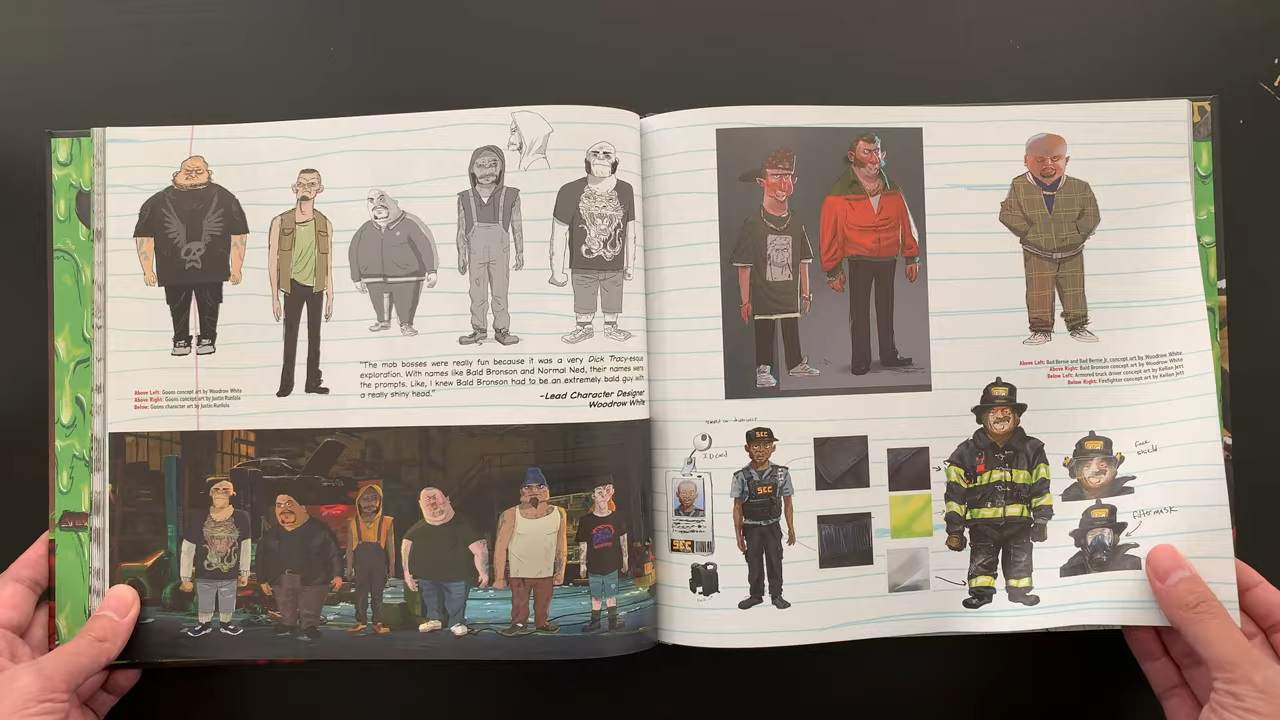 "The mob bosses were really fun because it was a very Dick Tracy-esque
exploration. With names like Bald Bronson and Normal Ned, their names were
the prompts. Like, I knew Bald Bronson had to be an extremely bald guy with
a really shiny head."
–Lead Character Designer
Woodrow White
Above Left: Goons concept art by Woodrow White
Above Right: Goons concept art by Justin Runfola
Below: Goons character art by Justin Runfola
Above Left: Bad Bernie and Bad Bernie Jr. concept art by Woodrow White
Above Right: Bald Bronson concept art by Woodrow White
Below Left: Armored truck driver concept art by Kellan Jett
Below Right: Firefighter concept art by Kellan Jett
I.D card
SEC
SEC
SEC
Face
shield
Filter mask